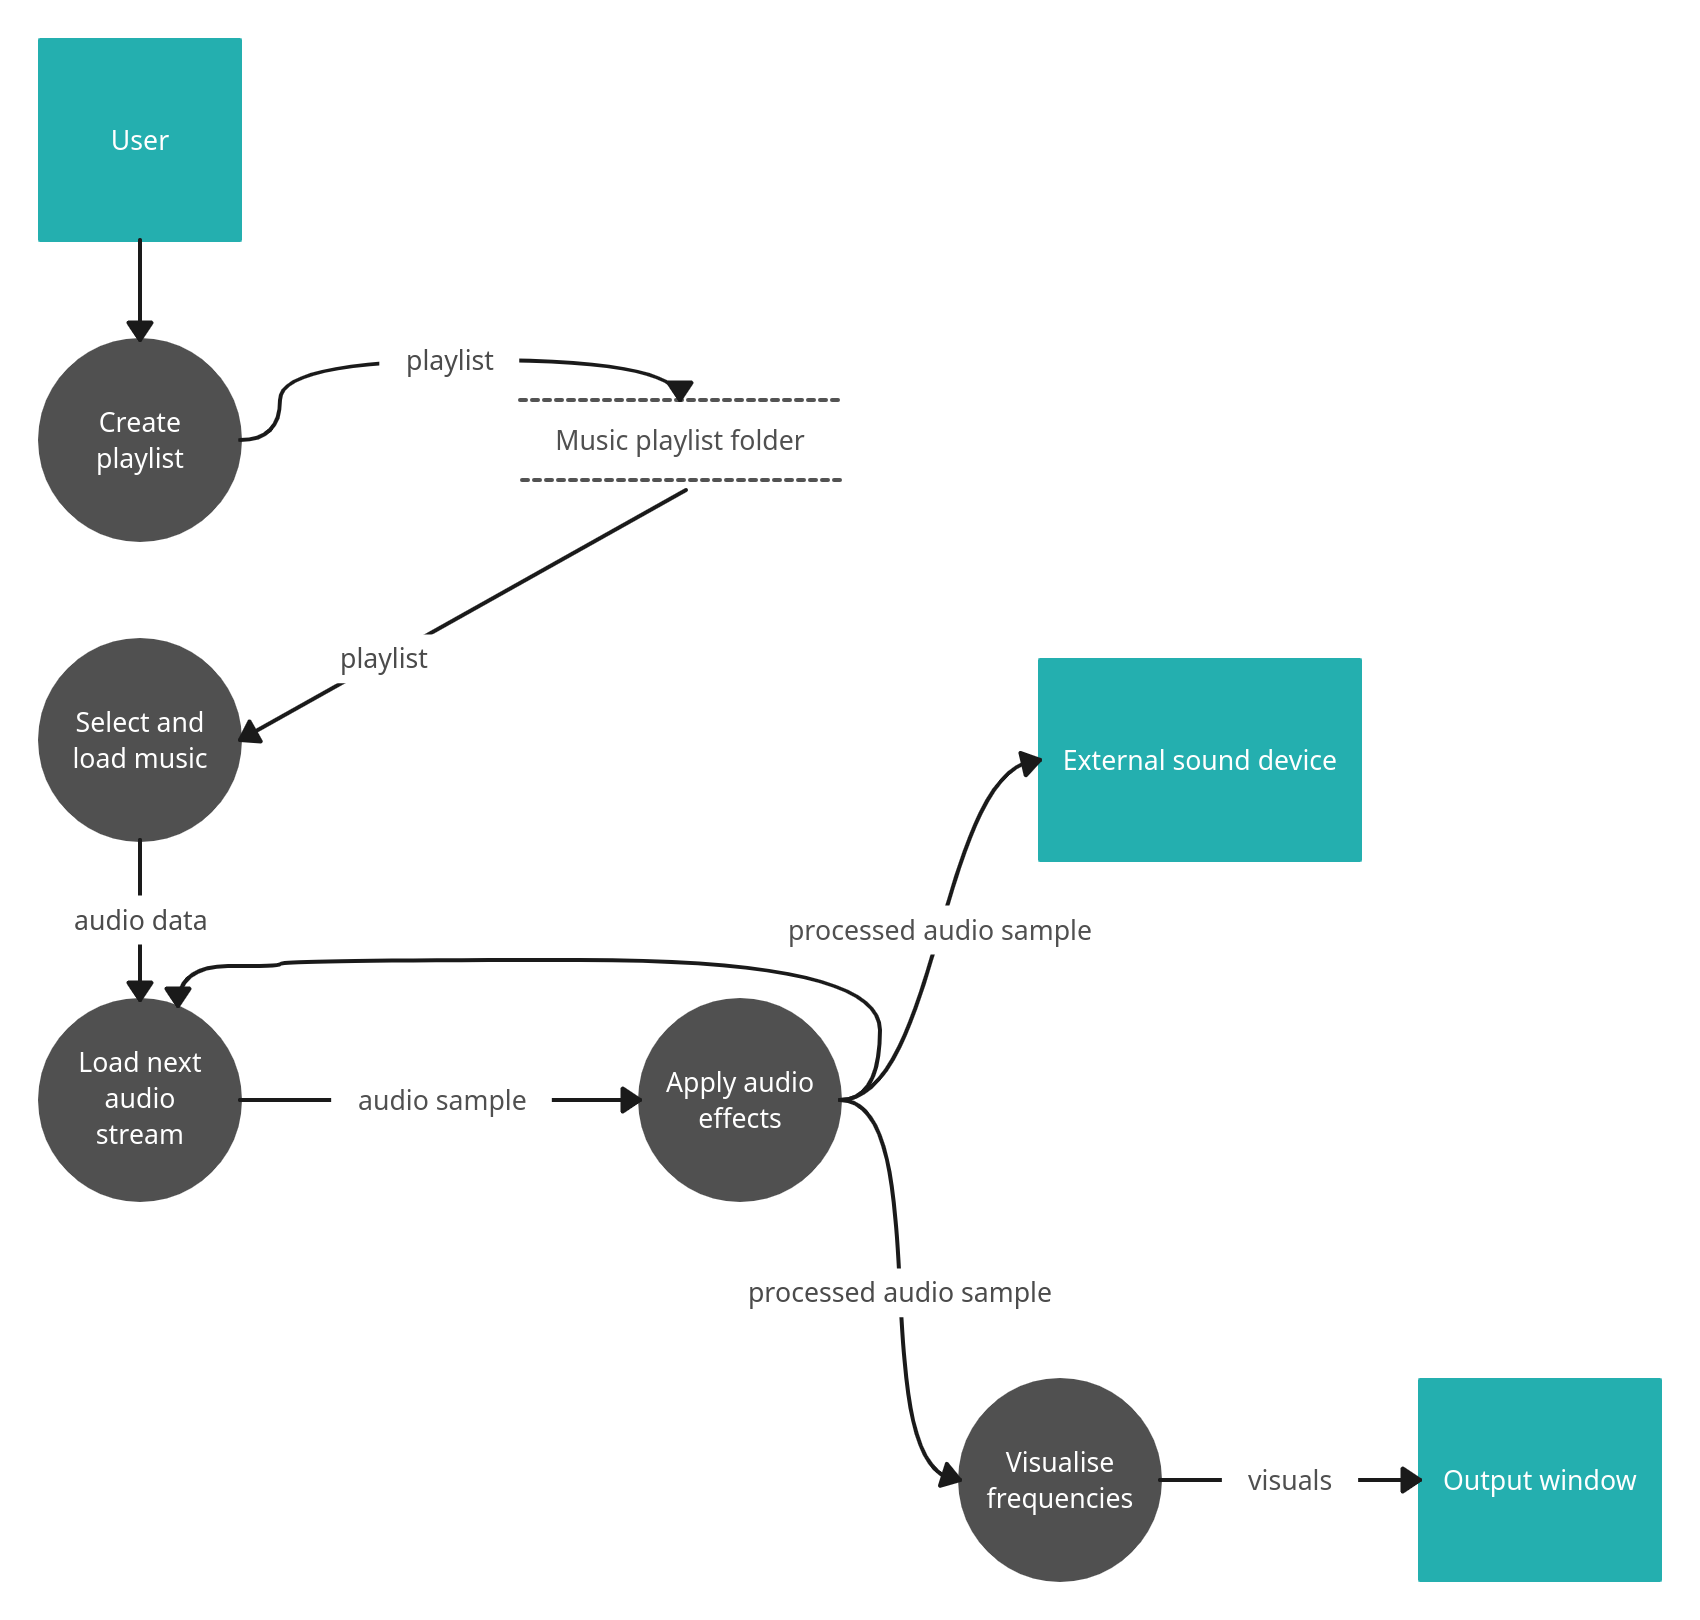 User
Create
playlist
playlist
Music playlist folder
playlist
Select and
load music
External sound device
audio data
processed audio sample
Load next
audio
stream
audio sample
Apply audio
effects
processed audio sample
Visualise
frequencies
visuals
Output window